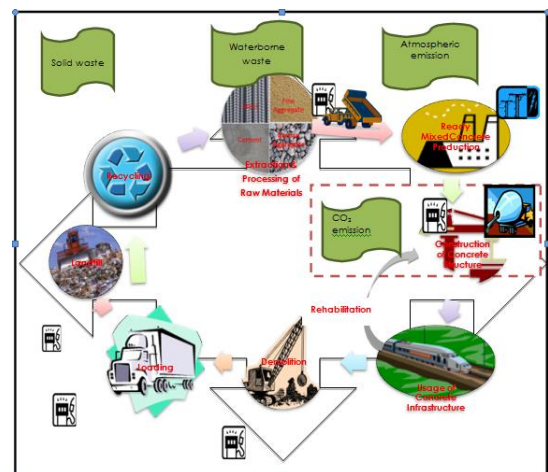 Solid waste
Waterborne
waste
Atmospheric
emission
Fine
Aggregate
Cement
Extraction &
Processing of
Raw Materials
Ready
Mixed Concrete
Production
Recycling
CO₂
emission
Construction
of Concrete
Structure
Landfill
Rehabilitation
Loading
Demolition
Usage of
Concrete
Infrastructure